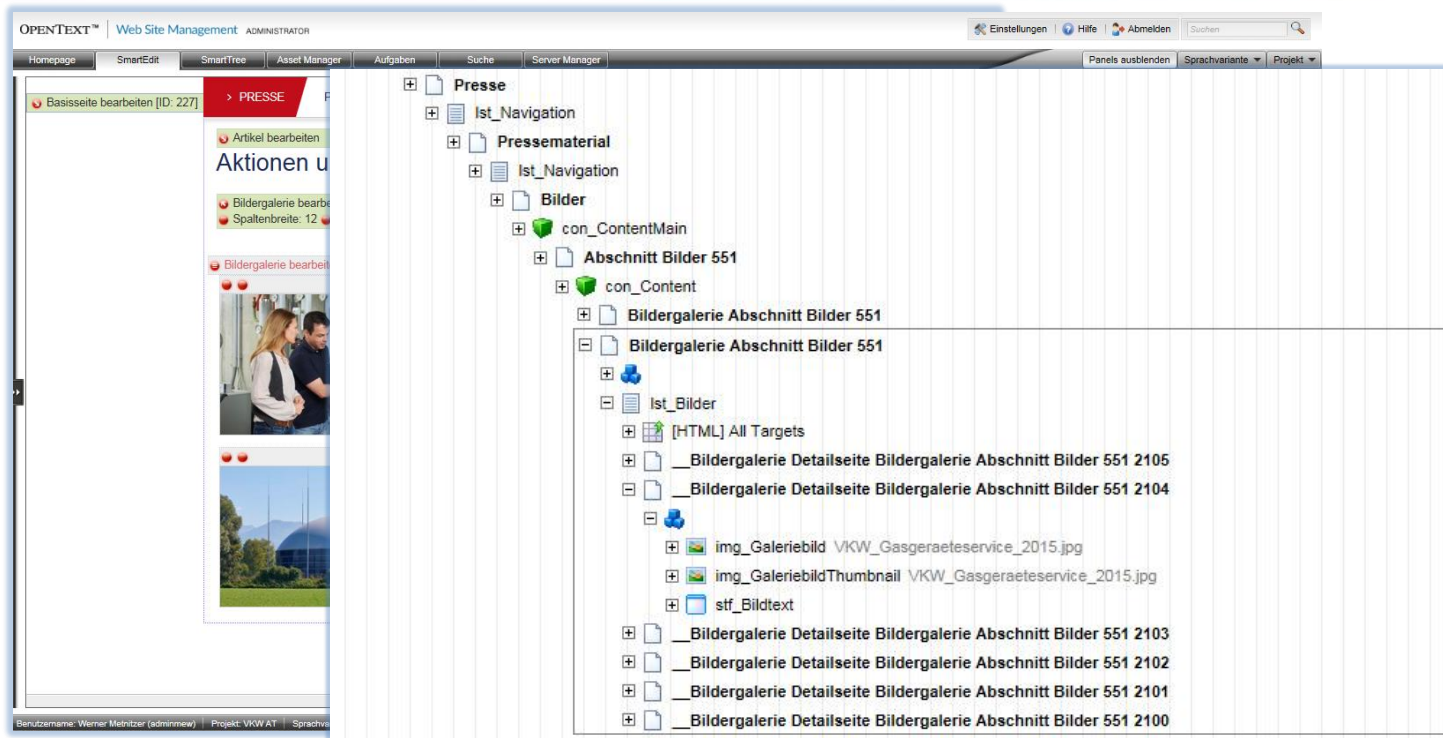 OPENTEXT™ | Web Site Management ADMINISTRATOR
Einstellungen | Hilfe | Abmelden Suchen
Homepage SmartEdit SmartTree Asset Manager Aufgaben Suche Server Manager
Panels ausblenden Sprachvariante Projekt
Basisseite bearbeiten [ID: 227]
> PRESSE
Artikel bearbeiten
Aktionen u
Bildergalerie bearbe
Spaltenbreite: 12
Bildergalerie bearbeit
Presse
lst_Navigation
Pressematerial
lst_Navigation
Bilder
con_ContentMain
Abschnitt Bilder 551
con_Content
Bildergalerie Abschnitt Bilder 551
Bildergalerie Abschnitt Bilder 551
lst_Bilder
[HTML] All Targets
__Bildergalerie Detailseite Bildergalerie Abschnitt Bilder 551 2105
__Bildergalerie Detailseite Bildergalerie Abschnitt Bilder 551 2104
img_Galeriebild VKW_Gasgeraeteservice_2015.jpg
img_GaleriebildThumbnail VKW_Gasgeraeteservice_2015.jpg
stf_Bildtext
__Bildergalerie Detailseite Bildergalerie Abschnitt Bilder 551 2103
__Bildergalerie Detailseite Bildergalerie Abschnitt Bilder 551 2102
__Bildergalerie Detailseite Bildergalerie Abschnitt Bilder 551 2101
__Bildergalerie Detailseite Bildergalerie Abschnitt Bilder 551 2100
Benutzername: Werner Metnitzer (adminmew) | Projekt: VKW AT | Sprachva